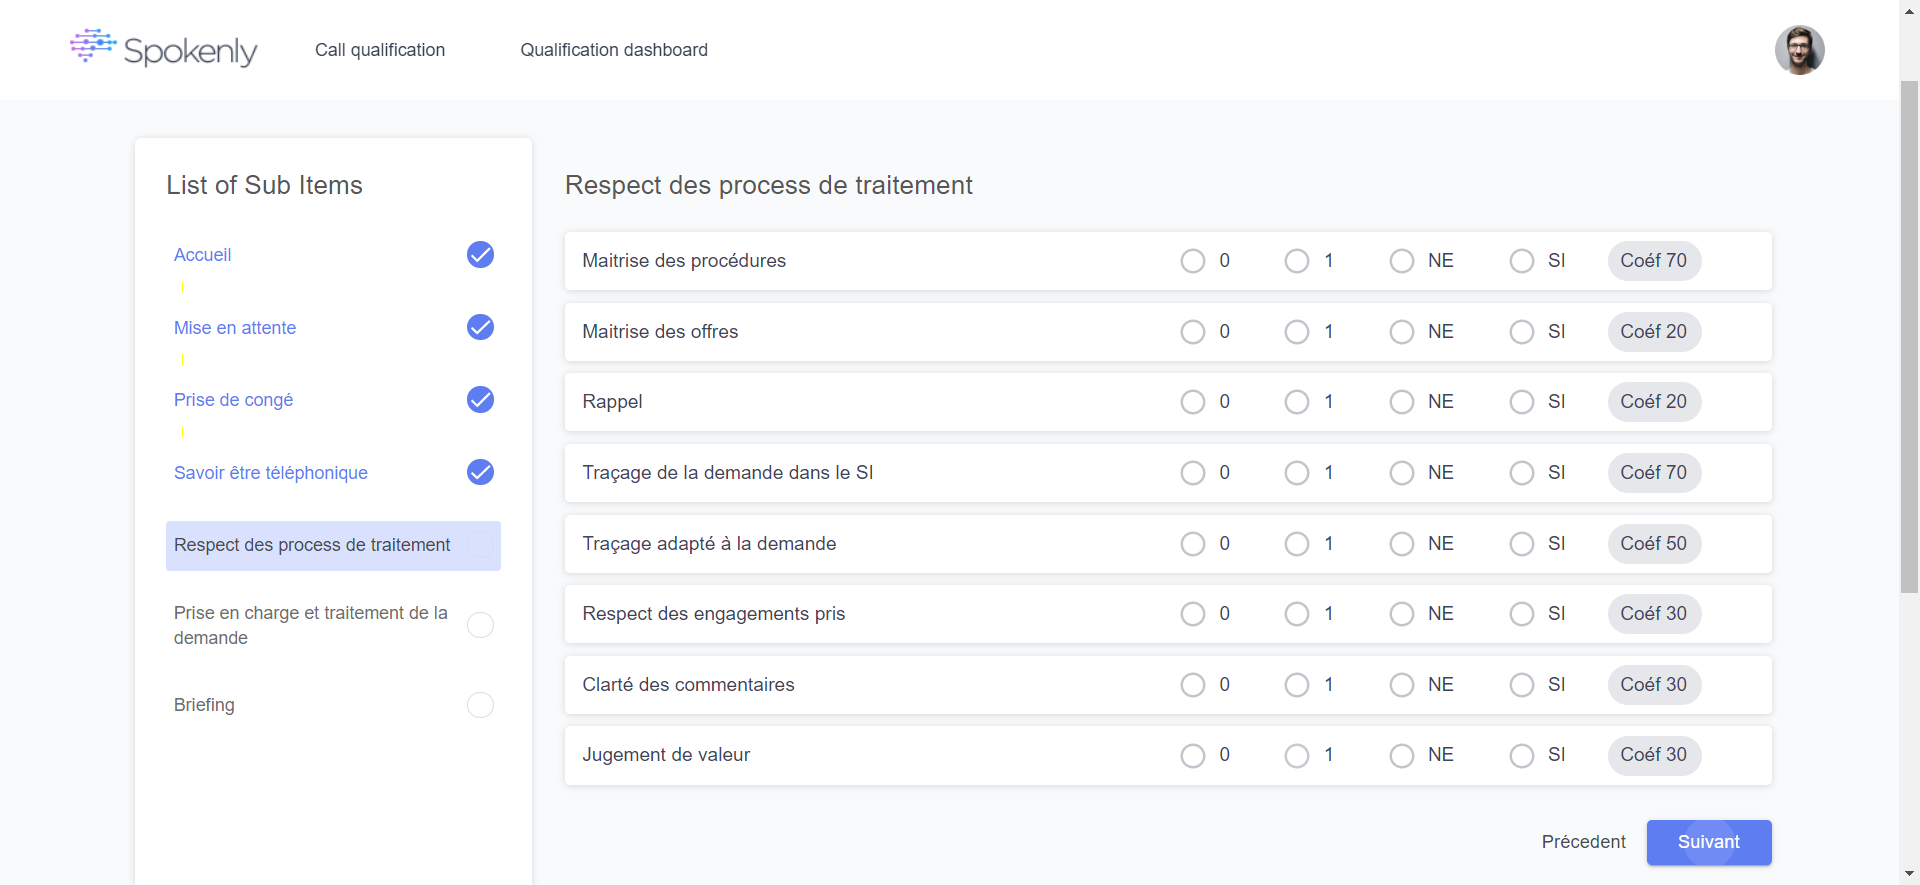 Spokenly
Call qualification
Qualification dashboard
List of Sub Items
Accueil
Mise en attente
Prise de congé
Savoir être téléphonique
Respect des process de traitement
Prise en charge et traitement de la
demande
Briefing
Respect des process de traitement
Maitrise des procédures 0 1 NE SI Coéf 70
Maitrise des offres 0 1 NE SI Coéf 20
Rappel 0 1 NE SI Coéf 20
Traçage de la demande dans le SI 0 1 NE SI Coéf 70
Traçage adapté à la demande 0 1 NE SI Coéf 50
Respect des engagements pris 0 1 NE SI Coéf 30
Clarté des commentaires 0 1 NE SI Coéf 30
Jugement de valeur 0 1 NE SI Coéf 30
Précedent Suivant